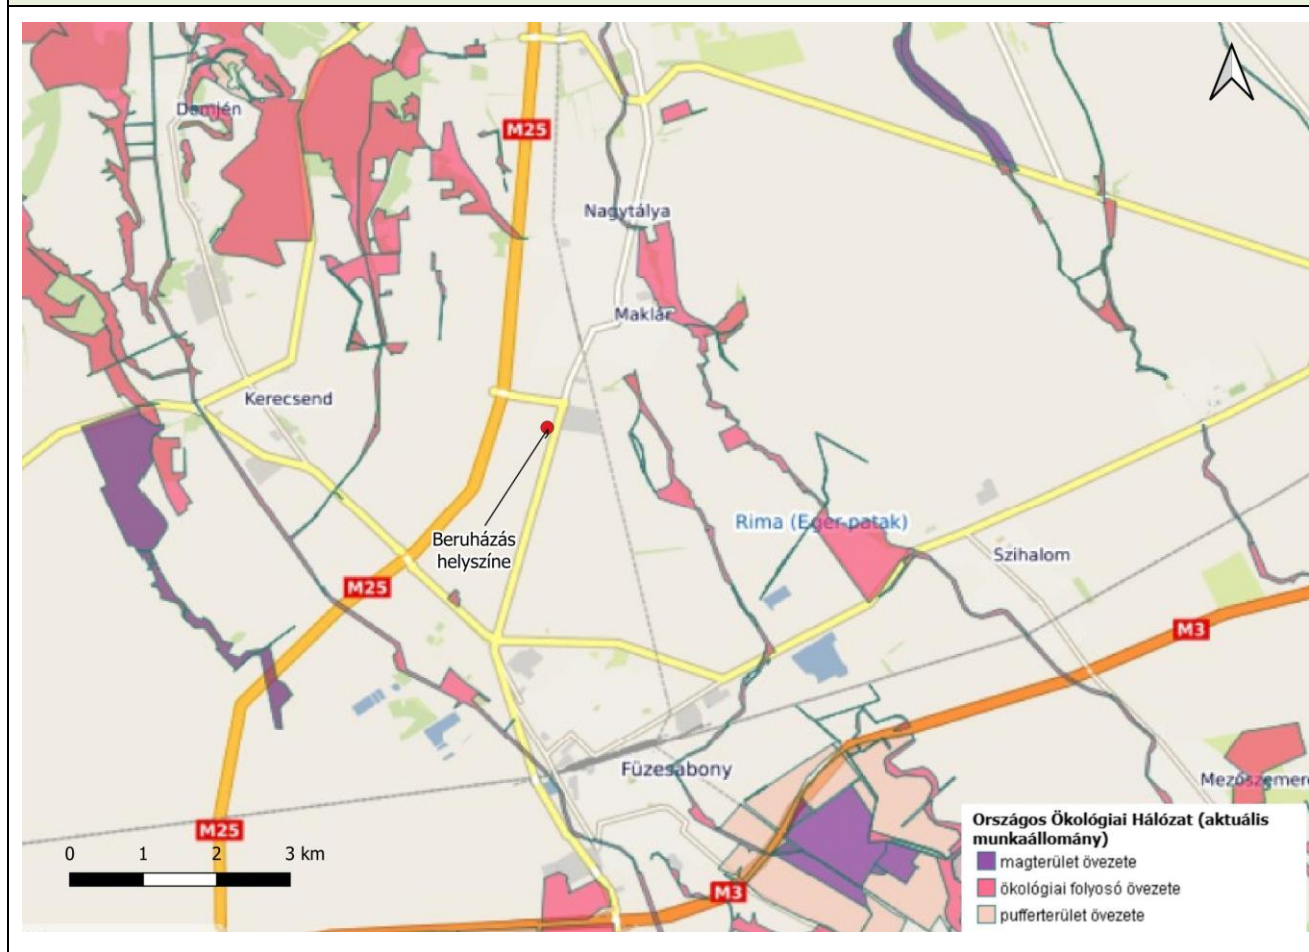 Demjén
M25
Nagytálya
Maklár
Kerecsend
Beruházás
helyszíne
Rima (Eger-patak)
Szihalom
M25
M3
Füzesabony
Mezőszemere
M25
0 1 2 3 km
M3
Országos Ökológiai Hálózat (aktuális
munkaállomány)
magterület övezete
ökológiai folyosó övezete
pufferterület övezete